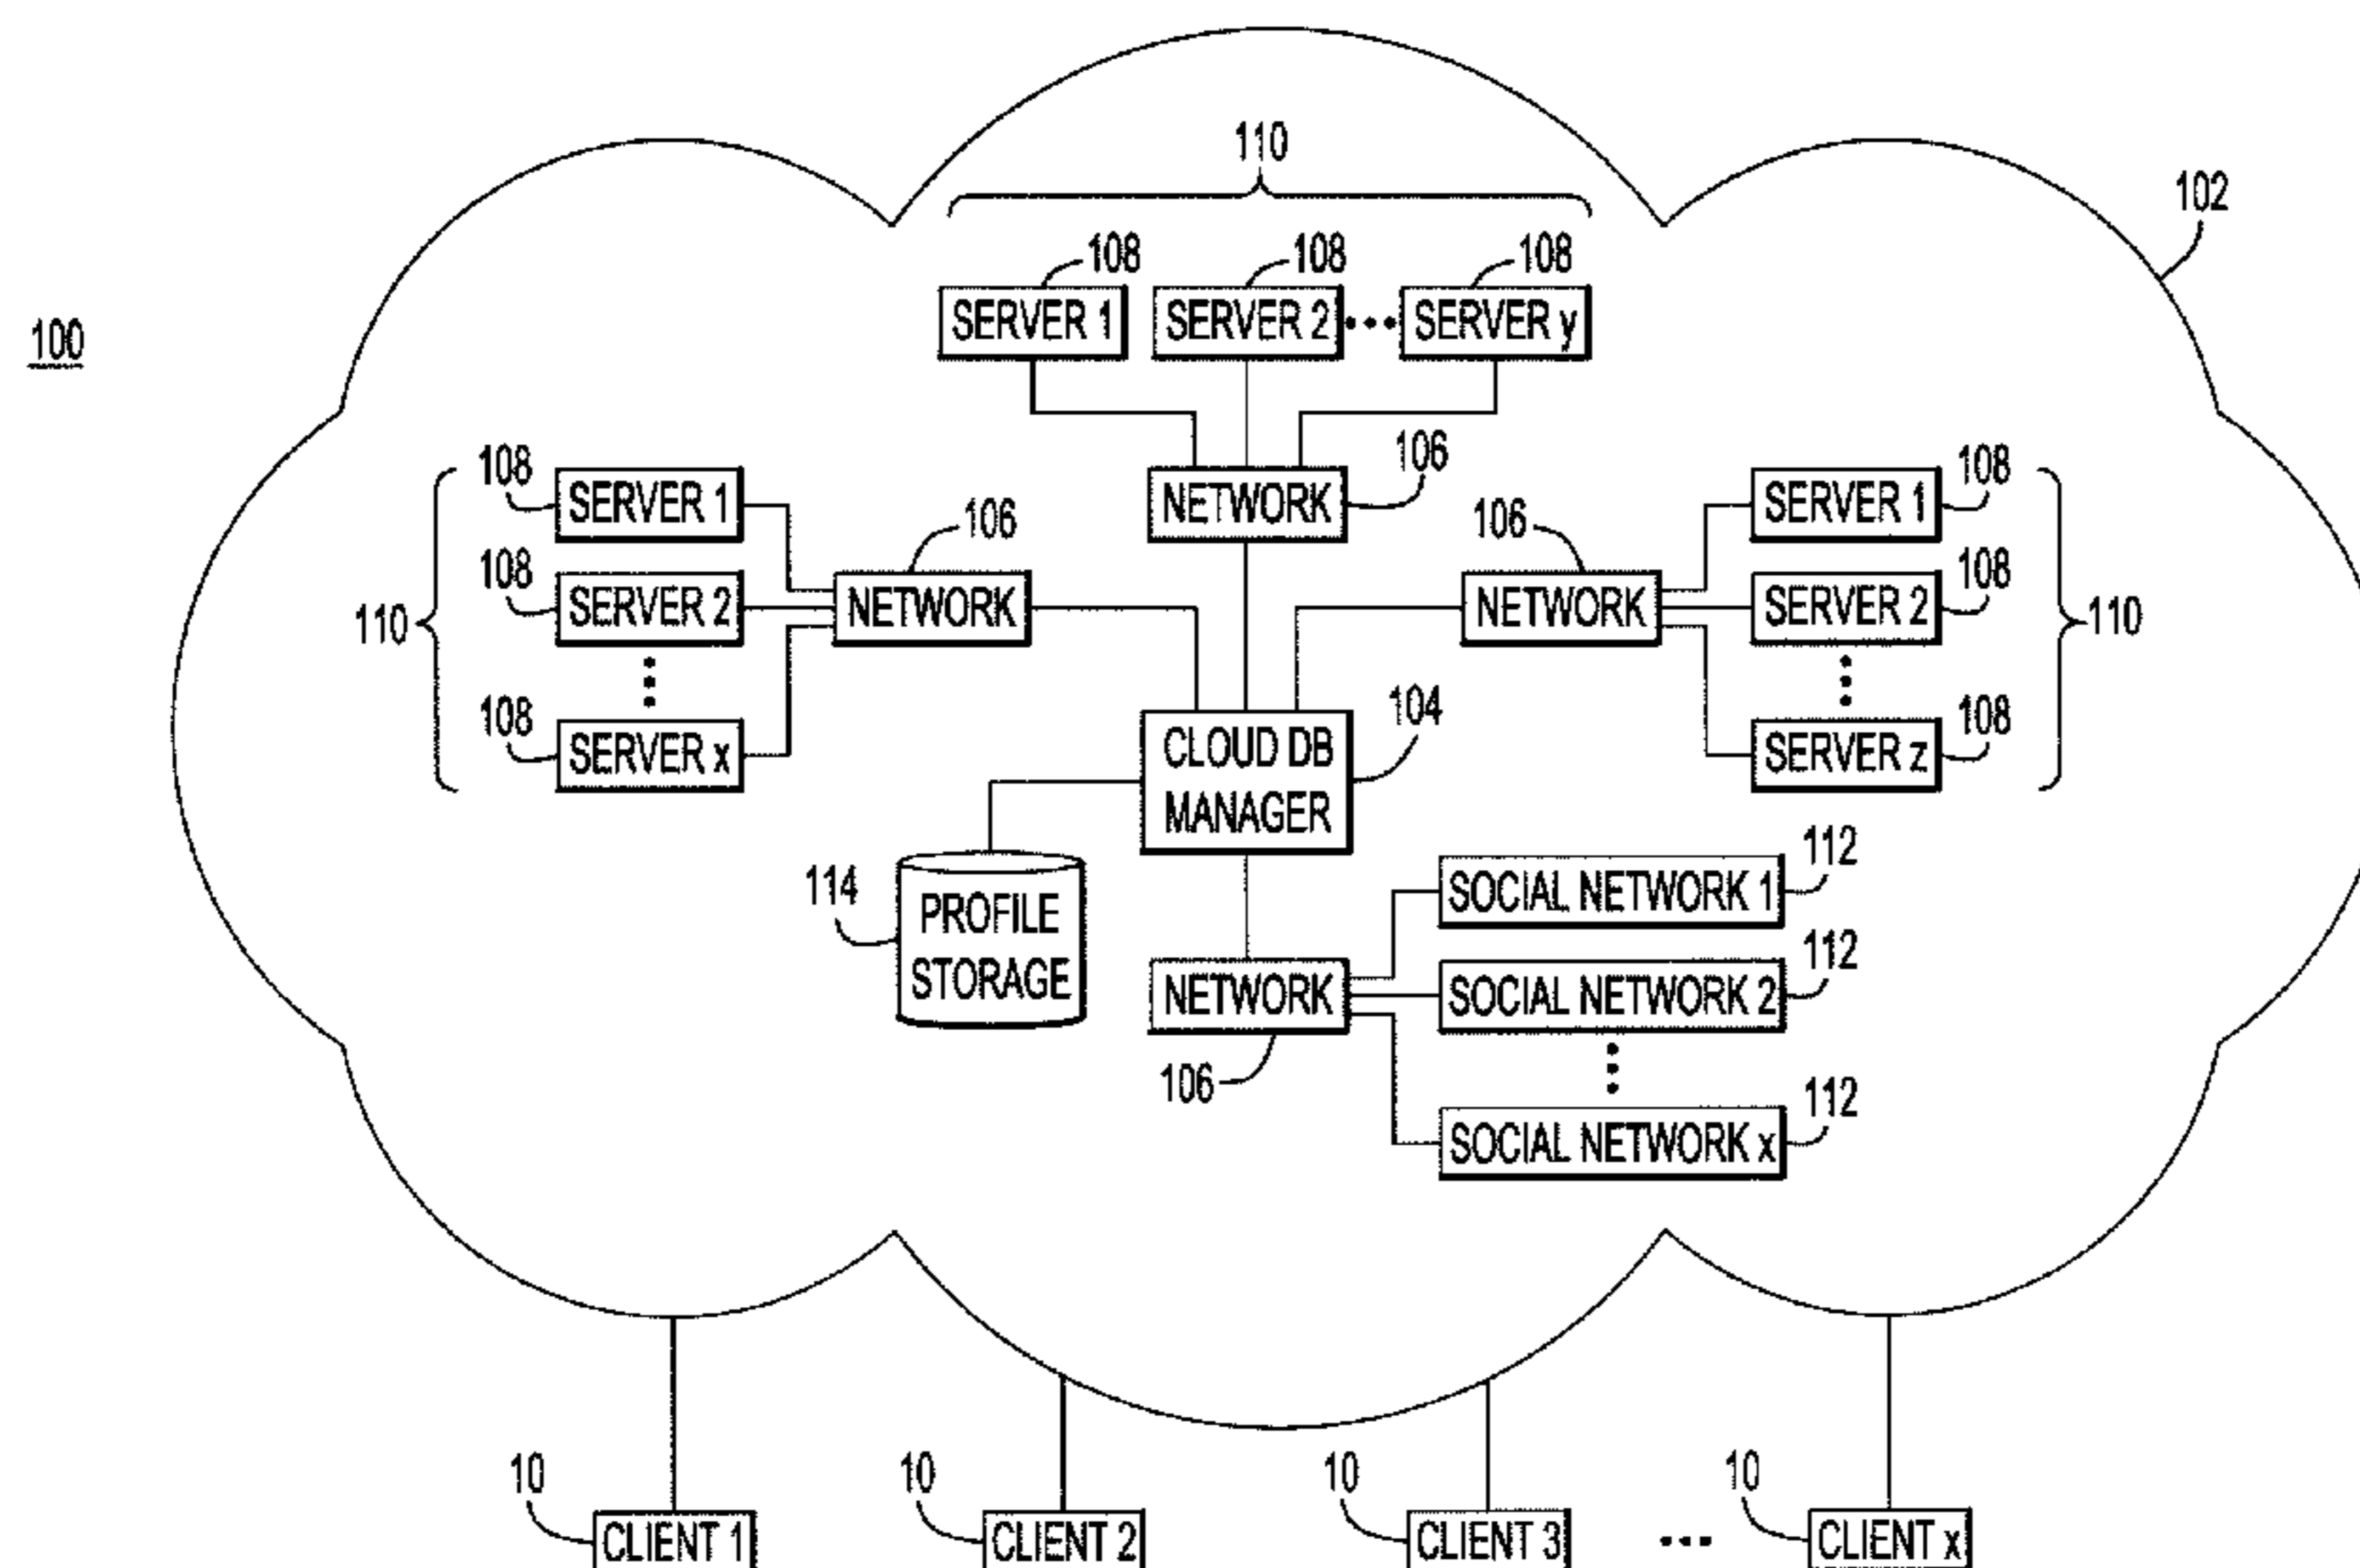 110
102
108
108
108
SERVER 1
SERVER 2
SERVER y
100
106
108
SERVER 1
106
NETWORK
106
SERVER 1
108
108
SERVER 2
NETWORK
NETWORK
SERVER 2
108
110
110
108
SERVER x
CLOUD DB
MANAGER
104
SERVER z
108
114
PROFILE
STORAGE
SOCIAL NETWORK 1
112
NETWORK
SOCIAL NETWORK 2
112
106
SOCIAL NETWORK x
112
10
10
10
10
CLIENT 1
CLIENT 2
CLIENT 3
CLIENT x